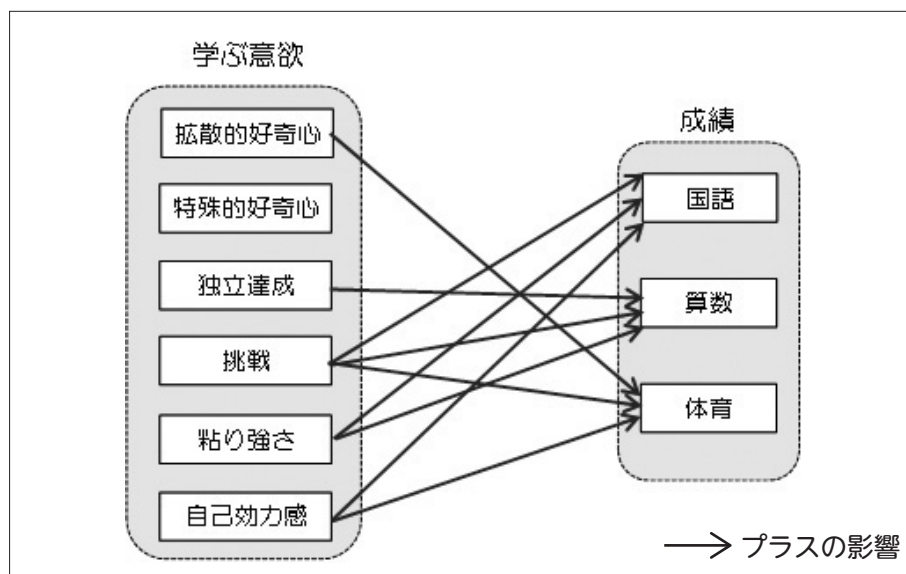 学ぶ意欲
拡散的好奇心
特殊的好奇心
独立達成
挑戦
粘り強さ
自己効力感
成績
国語
算数
体育
プラスの影響